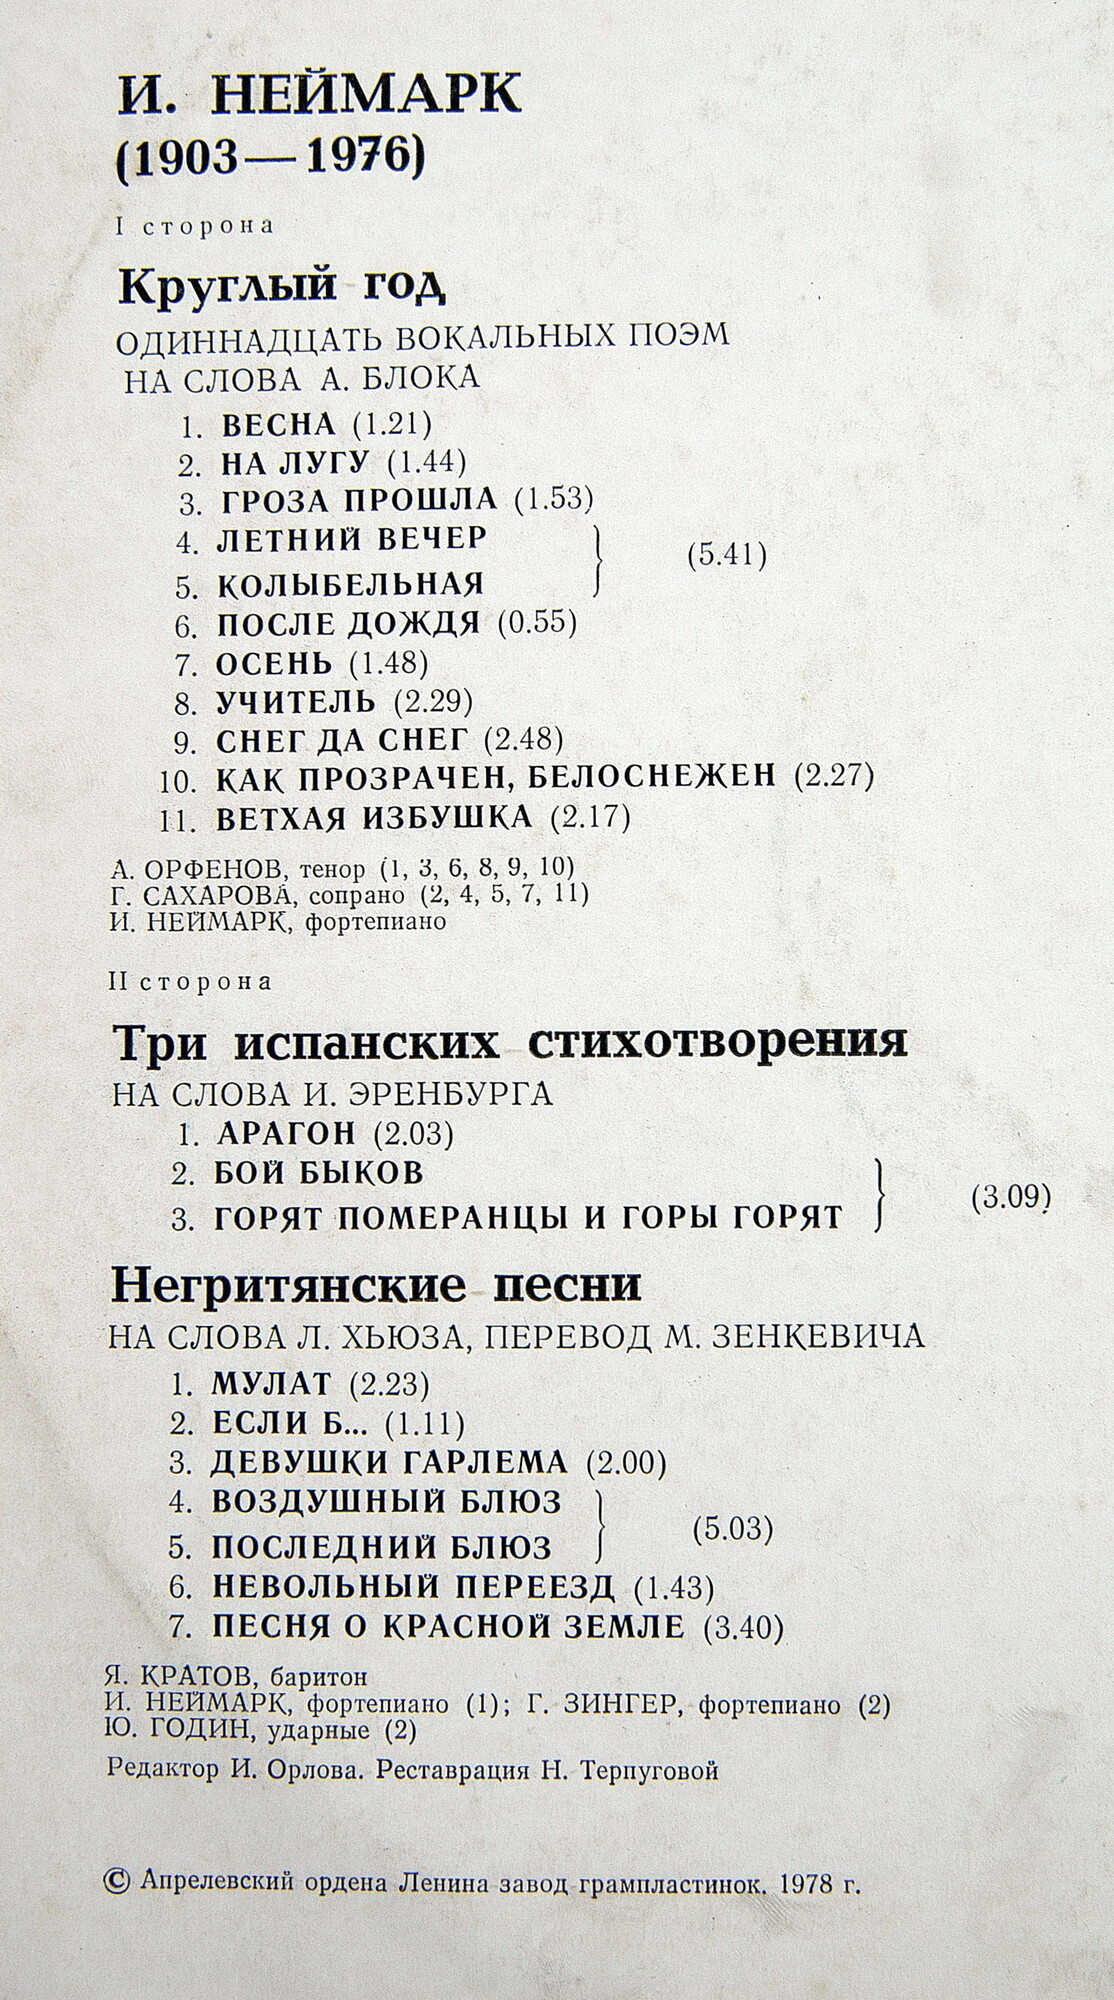 И. НЕЙМАРК
(1903—1976)
I сторона
Круглый год
ОДИННАДЦАТЬ ВОКАЛЬНЫХ ПОЭМ
НА СЛОВА А. БЛОКА
1. ВЕСНА (1.21)
2. НА ЛУГУ (1.44)
3. ГРОЗА ПРОШЛА (1.53)
4. ЛЕТНИЙ ВЕЧЕР
(5.41)
5. КОЛЫБЕЛЬНАЯ
6. ПОСЛЕ ДОЖДЯ (0.55)
7. ОСЕНЬ (1.48)
8. УЧИТЕЛЬ (2.29)
9. СНЕГ ДА СНЕГ (2.48)
10. КАК ПРОЗРАЧЕН, БЕЛОСНЕЖЕН (2.27)
11. ВЕТХАЯ ИЗБУШКА (2.17)
А. ОРФЕНОВ, тенор (1, 3, 6, 8, 9, 10)
Г. САХАРОВА, сопрано (2, 4, 5, 7, 11)
И. НЕЙМАРК, фортепиано
II сторона
Три испанских стихотворения
НА СЛОВА И. ЭРЕНБУРГА
1. АРАГОН (2.03)
2. БОЙ БЫКОВ
(3.09)
3. ГОРЯТ ПОМЕРАНЦЫ И ГОРЫ ГОРЯТ
Негритянские песни
НА СЛОВА Л. ХЬЮЗА, ПЕРЕВОД М. ЗЕНКЕВИЧА
1. МУЛАТ (2.23)
2. ЕСЛИ Б... (1.11)
3. ДЕВУШКИ ГАРЛЕМА (2.00)
4. ВОЗДУШНЫЙ БЛЮЗ
(5.03)
5. ПОСЛЕДНИЙ БЛЮЗ
6. НЕВОЛЬНЫЙ ПЕРЕЕЗД (1.43)
7. ПЕСНЯ О КРАСНОЙ ЗЕМЛЕ (3.40)
Я. КРАТОВ, баритон
И. НЕЙМАРК, фортепиано (1); Г. ЗИНГЕР, фортепиано (2)
Ю. ГОДИН, ударные (2)
Редактор И. Орлова. Реставрация Н. Терпуговой
© Апрелевский ордена Ленина завод грампластинок. 1978 г.